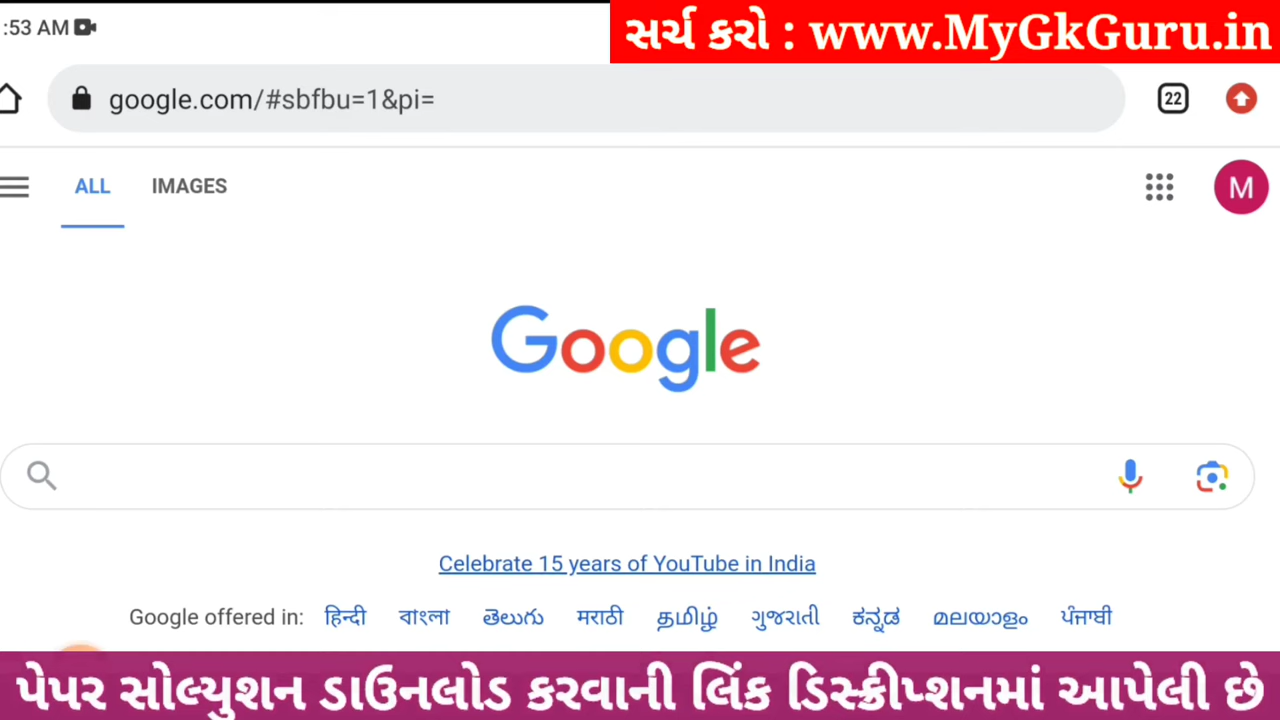 :53 AM
સર્ચ કરો : www.MyGkGuru.in
google.com/#sbfbu=1&pi=
22
ALL IMAGES
M
Google
Celebrate 15 years of YouTube in India
Google offered in: हिन्दी বাংলা తెలుగు मराठी தமிழ் ગુજરાતી ಕನ್ನಡ മലയാളം ਪੰਜਾਬੀ
પેપર સોલ્યુશન ડાઉનલોડ કરવાની લિંક ડિસ્ક્રીપ્શનમાં આપેલી છે